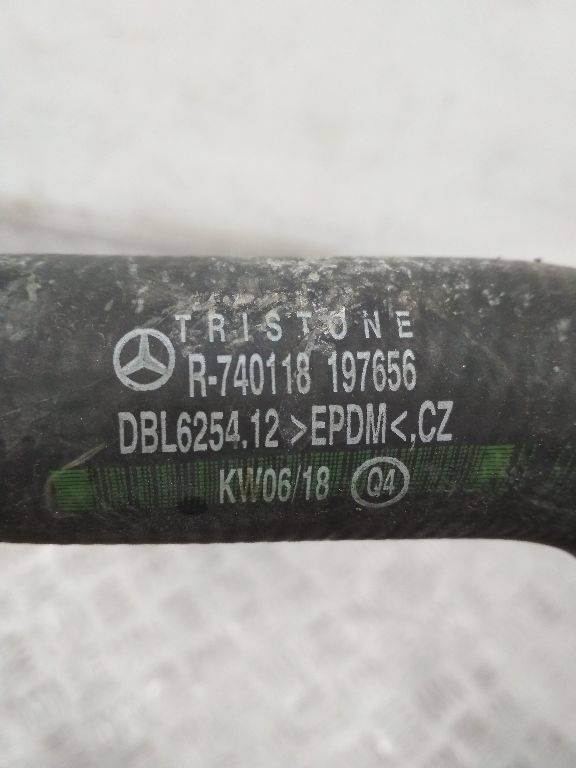 TRISTONE
R-740118 197656
DBL6254.12 >EPDM<.CZ
KW06/18 Q4